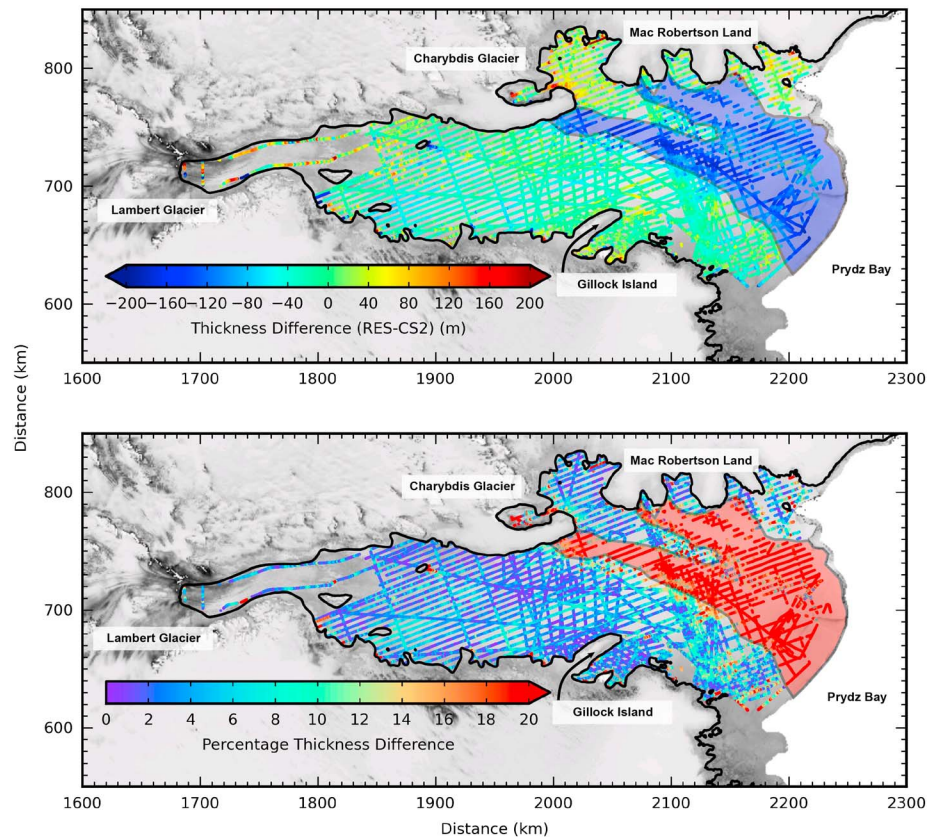 Mac Robertson Land
Charybdis Glacier
800
700
Lambert Glacier
Prydz Bay
Gillock Island
600
−200−160−120 −80 −40 0 40 80 120 160 200
Thickness Difference (RES-CS2) (m)
1600 1700 1800 1900 2000 2100 2200 2300
Distance (km)
Mac Robertson Land
800
Charybdis Glacier
700
Lambert Glacier
Prydz Bay
Gillock Island
0 2 4 6 8 10 12 14 16 18 20
600
Percentage Thickness Difference
1600 1700 1800 1900 2000 2100 2200 2300
Distance (km)